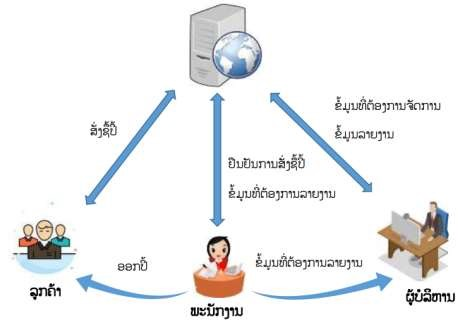 ຂໍ້ມູນທີ່ຕ້ອງການຈັດການ
ສັ່ງຊື້ປີ້
ຂໍ້ມູນລາຍງານ
ຢືນຢັນການສັ່ງຊື້ປີ້
ຂໍ້ມູນທີ່ຕ້ອງການລາຍງານ
ອອກປີ້
ຂໍ້ມູນທີ່ຕ້ອງການລາຍງານ
ລູກຄ້າ
ພະນັກງານ
ຜູ້ບໍລິຫານ